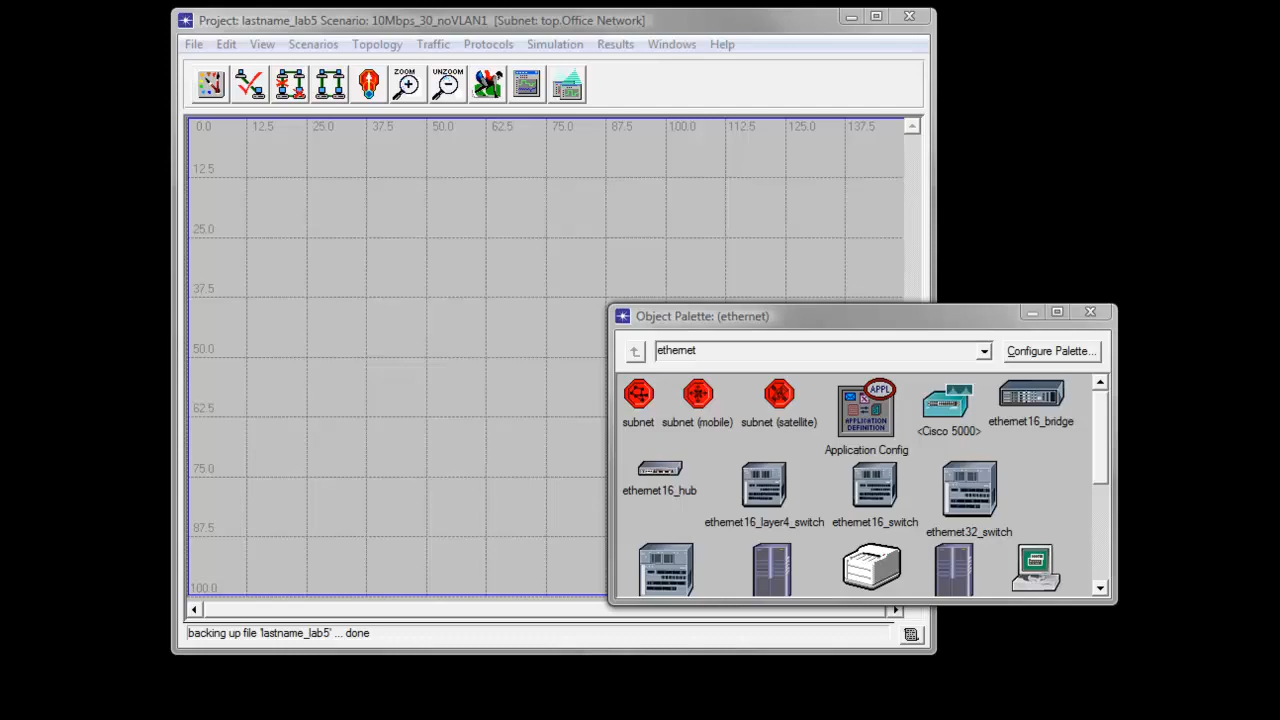 Project: lastname_lab5 Scenario: 10Mbps_30_noVLAN1 [Subnet: top.Office Network]
File Edit View Scenarios Topology Traffic Protocols Simulation Results Windows Help
ZOOM UNZOOM
0.0 12.5 25.0 37.5 50.0 62.5 75.0 87.5 100.0 112.5 125.0 137.5
12.5
25.0
37.5
50.0
62.5
75.0
87.5
100.0
Object Palette: (ethernet)
ethernet
Configure Palette...
APPL
APPLICATION
DEFINITION
subnet subnet (mobile) subnet (satellite) Application Config <Cisco 5000> ethernet16_bridge
ethernet16_hub ethernet16_layer4_switch ethernet16_switch ethernet32_switch
backing up file 'lastname_lab5' ... done